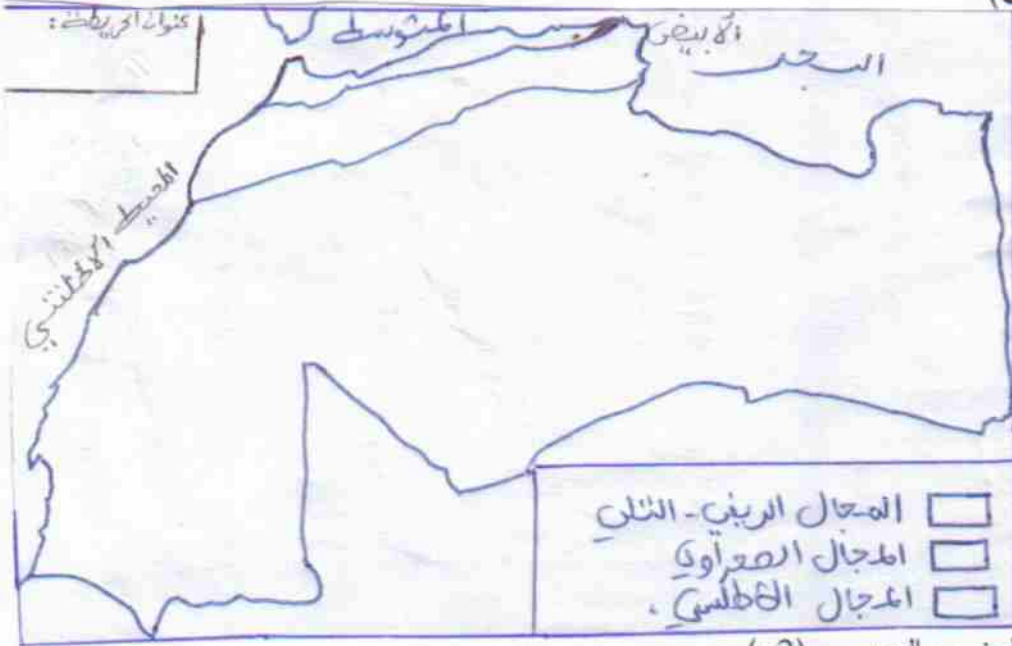 عنوان الخريطة:
البحر الأبيض المتوسط
المحيط الأطلنتي
المجال الريفي - التلي
المجال الصحراوي
المجال الأطلسي.